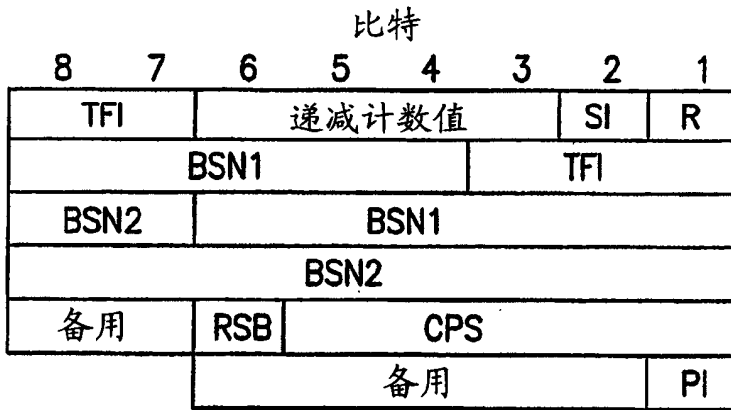 比特
8 7 6 5 4 3 2 1
TFI 递减计数值 SI R
BSN1 TFI
BSN2 BSN1
BSN2
备用 RSB CPS
备用 PI